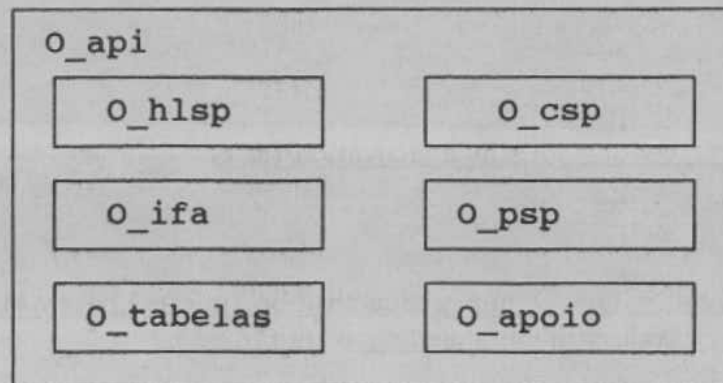 O_api
O_hlsp
O_csp
O_ifa
O_psp
O_tabelas
O_apoio